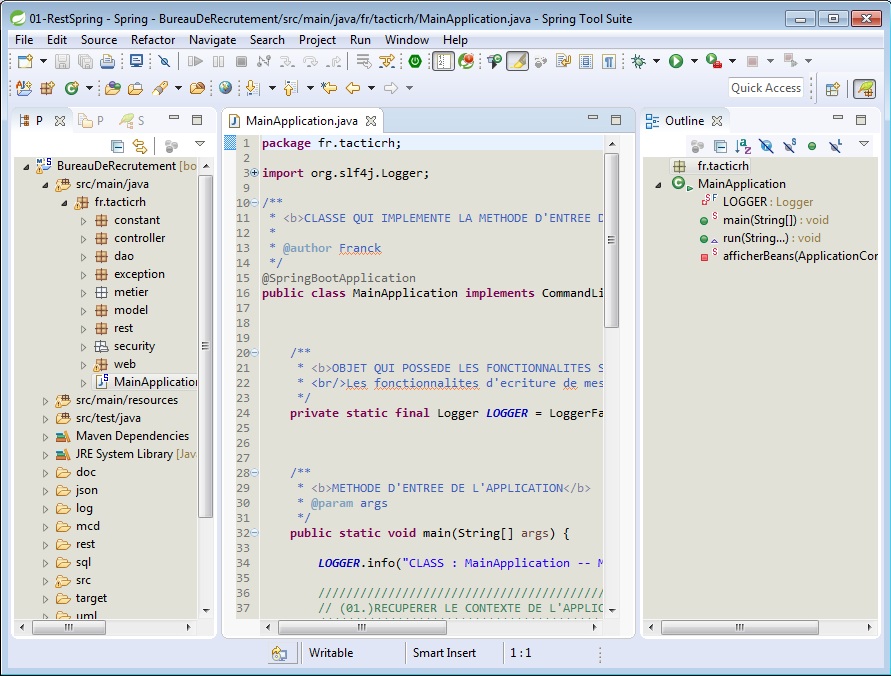 01-RestSpring - Spring - BureauDeRecrutement/src/main/java/fr/tacticrh/MainApplication.java - Spring Tool Suite
File Edit Source Refactor Navigate Search Project Run Window Help
Quick Access
P P S
BureauDeRecrutement [bo
src/main/java
fr.tacticrh
constant
controller
dao
exception
metier
model
rest
security
web
MainApplication
src/main/resources
src/test/java
Maven Dependencies
JRE System Library [Jav
doc
json
log
mcd
rest
sql
src
target
uml
MainApplication.java
1 package fr.tacticrh;
2
3 import org.slf4j.Logger;
9
10 /**
11 * <b>CLASSE QUI IMPLEMENTE LA METHODE D'ENTREE D
12 *
13 * @author Franck
14 */
15 @SpringBootApplication
16 public class MainApplication implements CommandLi
17
18
19
20 /**
21 * <b>OBJET QUI POSSEDE LES FONCTIONNALITES S
22 * <br/>Les fonctionnalites d'ecriture de mes
23 */
24 private static final Logger LOGGER = LoggerFa
25
26
27
28 /**
29 * <b>METHODE D'ENTREE DE L'APPLICATION</b>
30 * @param args
31 */
32 public static void main(String[] args) {
33
34 LOGGER.info("CLASS : MainApplication -- M
35
36 /////////////////////////////////////////
37 // (01.)RECUPERER LE CONTEXTE DE L'APPLIC
Outline
fr.tacticrh
MainApplication
LOGGER : Logger
main(String[]) : void
run(String...) : void
afficherBeans(ApplicationCor
Writable Smart Insert 1 : 1